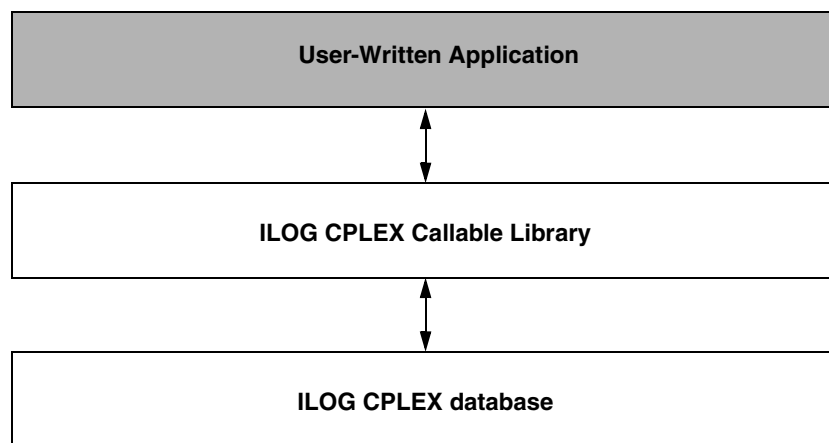 User-Written Application
ILOG CPLEX Callable Library
ILOG CPLEX database